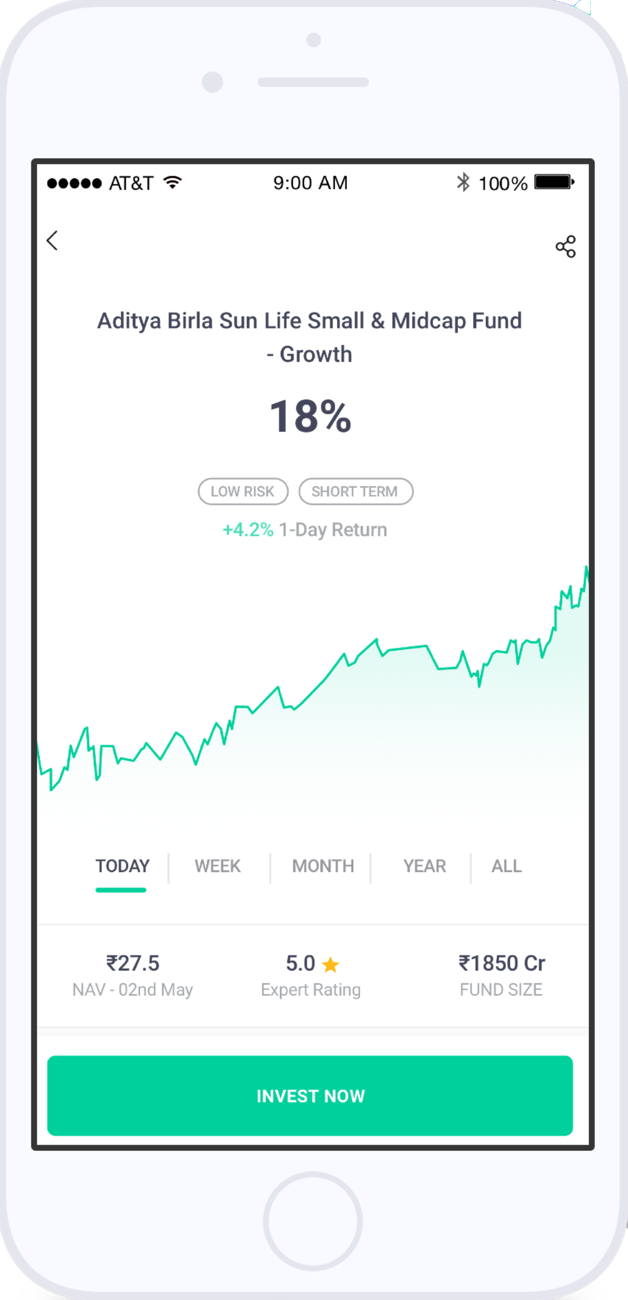 AT&T 9:00 AM 100%
Aditya Birla Sun Life Small & Midcap Fund
- Growth
18%
LOW RISK SHORT TERM
+4.2% 1-Day Return
TODAY WEEK MONTH YEAR ALL
₹27.5 5.0 ₹1850 Cr
NAV - 02nd May Expert Rating FUND SIZE
INVEST NOW